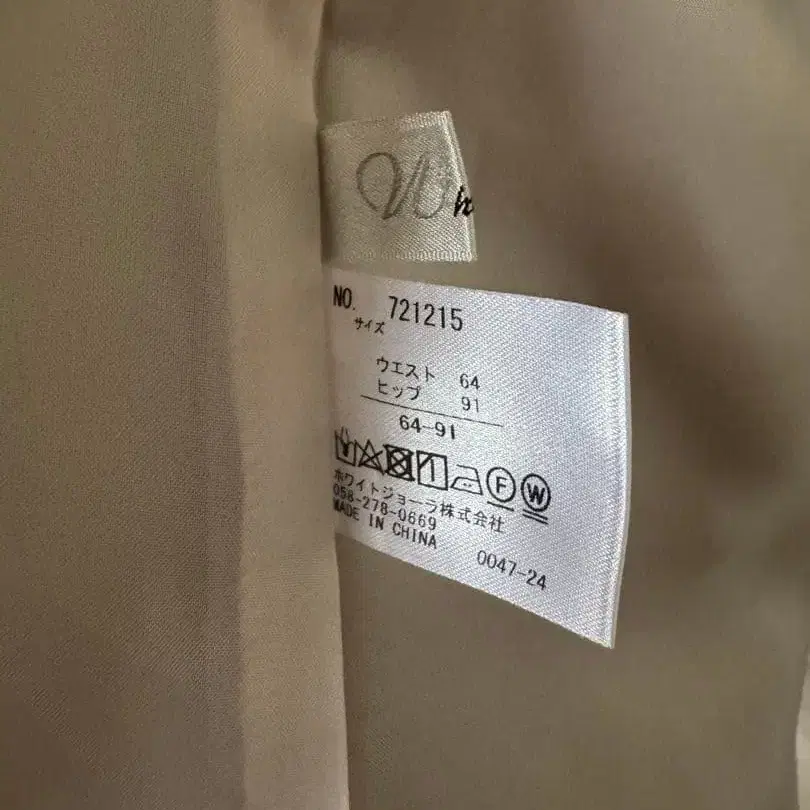 NO. 721215
サイズ
ウエスト 64
ヒップ 91
64-91
F W
ホワイトジョーラ株式会社
058-278-0669
MADE IN CHINA
0047-24